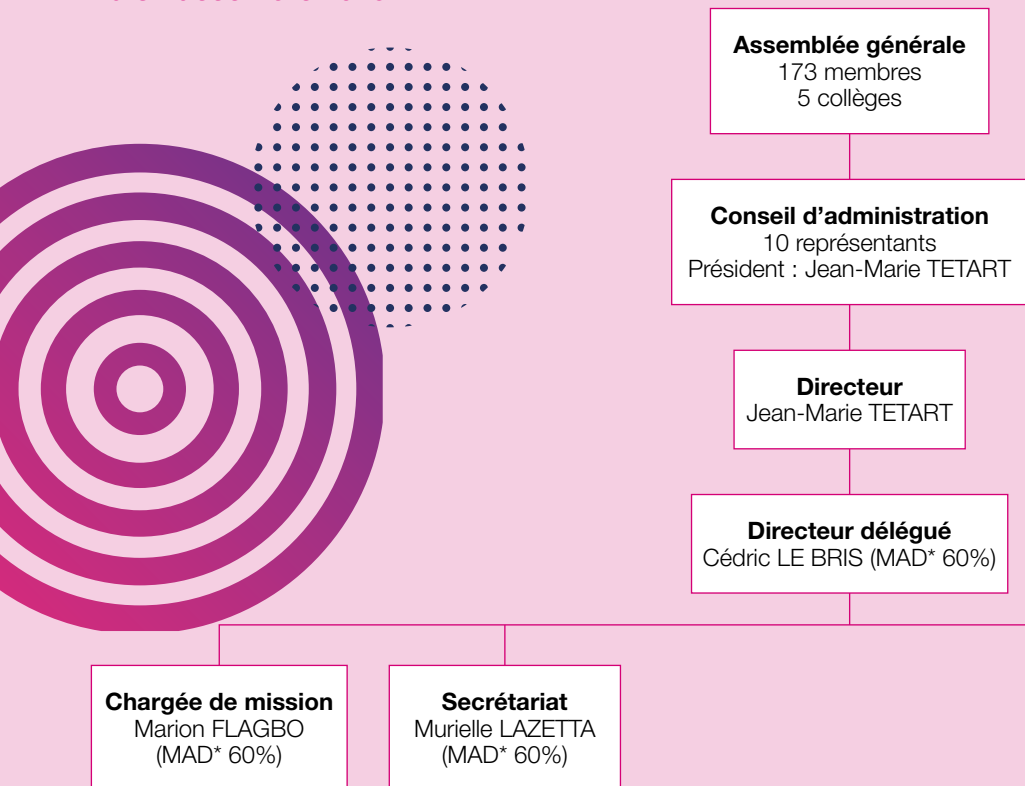 Assemblée générale
173 membres
5 collèges
Conseil d'administration
10 représentants
Président : Jean-Marie TETART
Directeur
Jean-Marie TETART
Directeur délégué
Cédric LE BRIS (MAD* 60%)
Chargée de mission
Marion FLAGBO
(MAD* 60%)
Secrétariat
Murielle LAZETTA
(MAD* 60%)